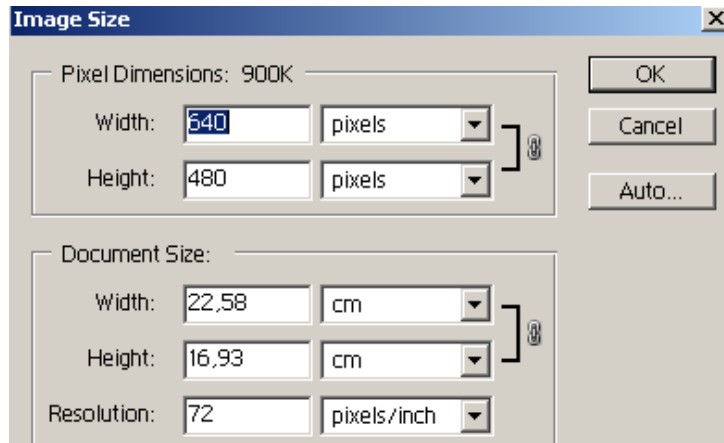 Image Size
Pixel Dimensions: 900K
OK
Width: 640 pixels
Cancel
Height: 480 pixels
Auto...
Document Size:
Width: 22,58 cm
Height: 16,93 cm
Resolution: 72 pixels/inch